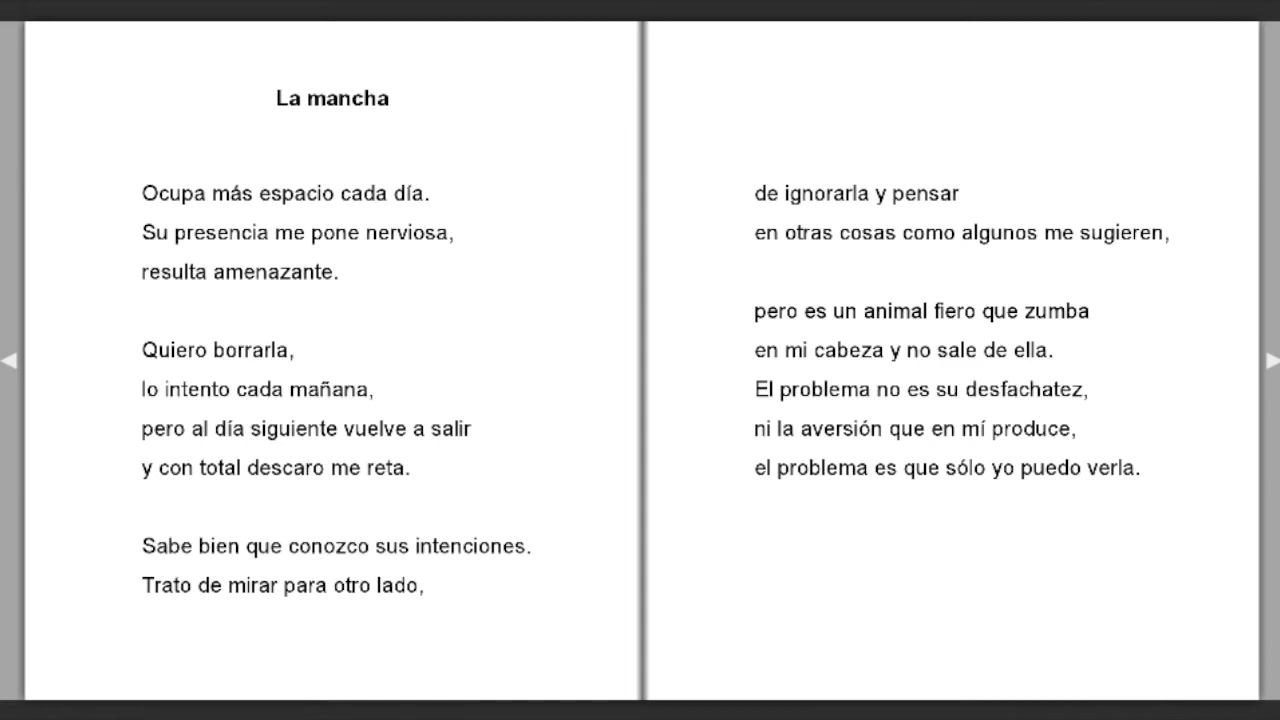 La mancha
Ocupa más espacio cada día.
Su presencia me pone nerviosa,
resulta amenazante.
Quiero borrarla,
lo intento cada mañana,
pero al día siguiente vuelve a salir
y con total descaro me reta.
Sabe bien que conozco sus intenciones.
Trato de mirar para otro lado,
de ignorarla y pensar
en otras cosas como algunos me sugieren,
pero es un animal fiero que zumba
en mi cabeza y no sale de ella.
El problema no es su desfachatez,
ni la aversión que en mí produce,
el problema es que sólo yo puedo verla.